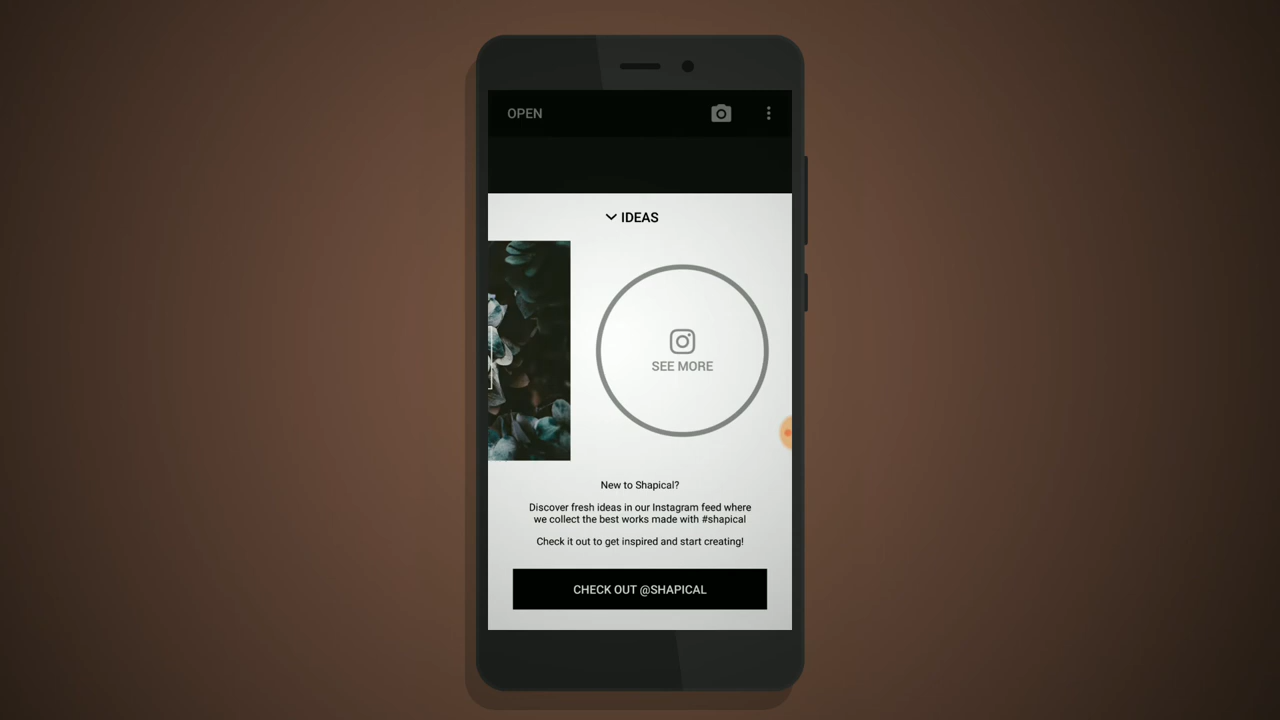 OPEN
IDEAS
SEE MORE
New to Shapical?
Discover fresh ideas in our Instagram feed where
we collect the best works made with #shapical
Check it out to get inspired and start creating!
CHECK OUT @SHAPICAL